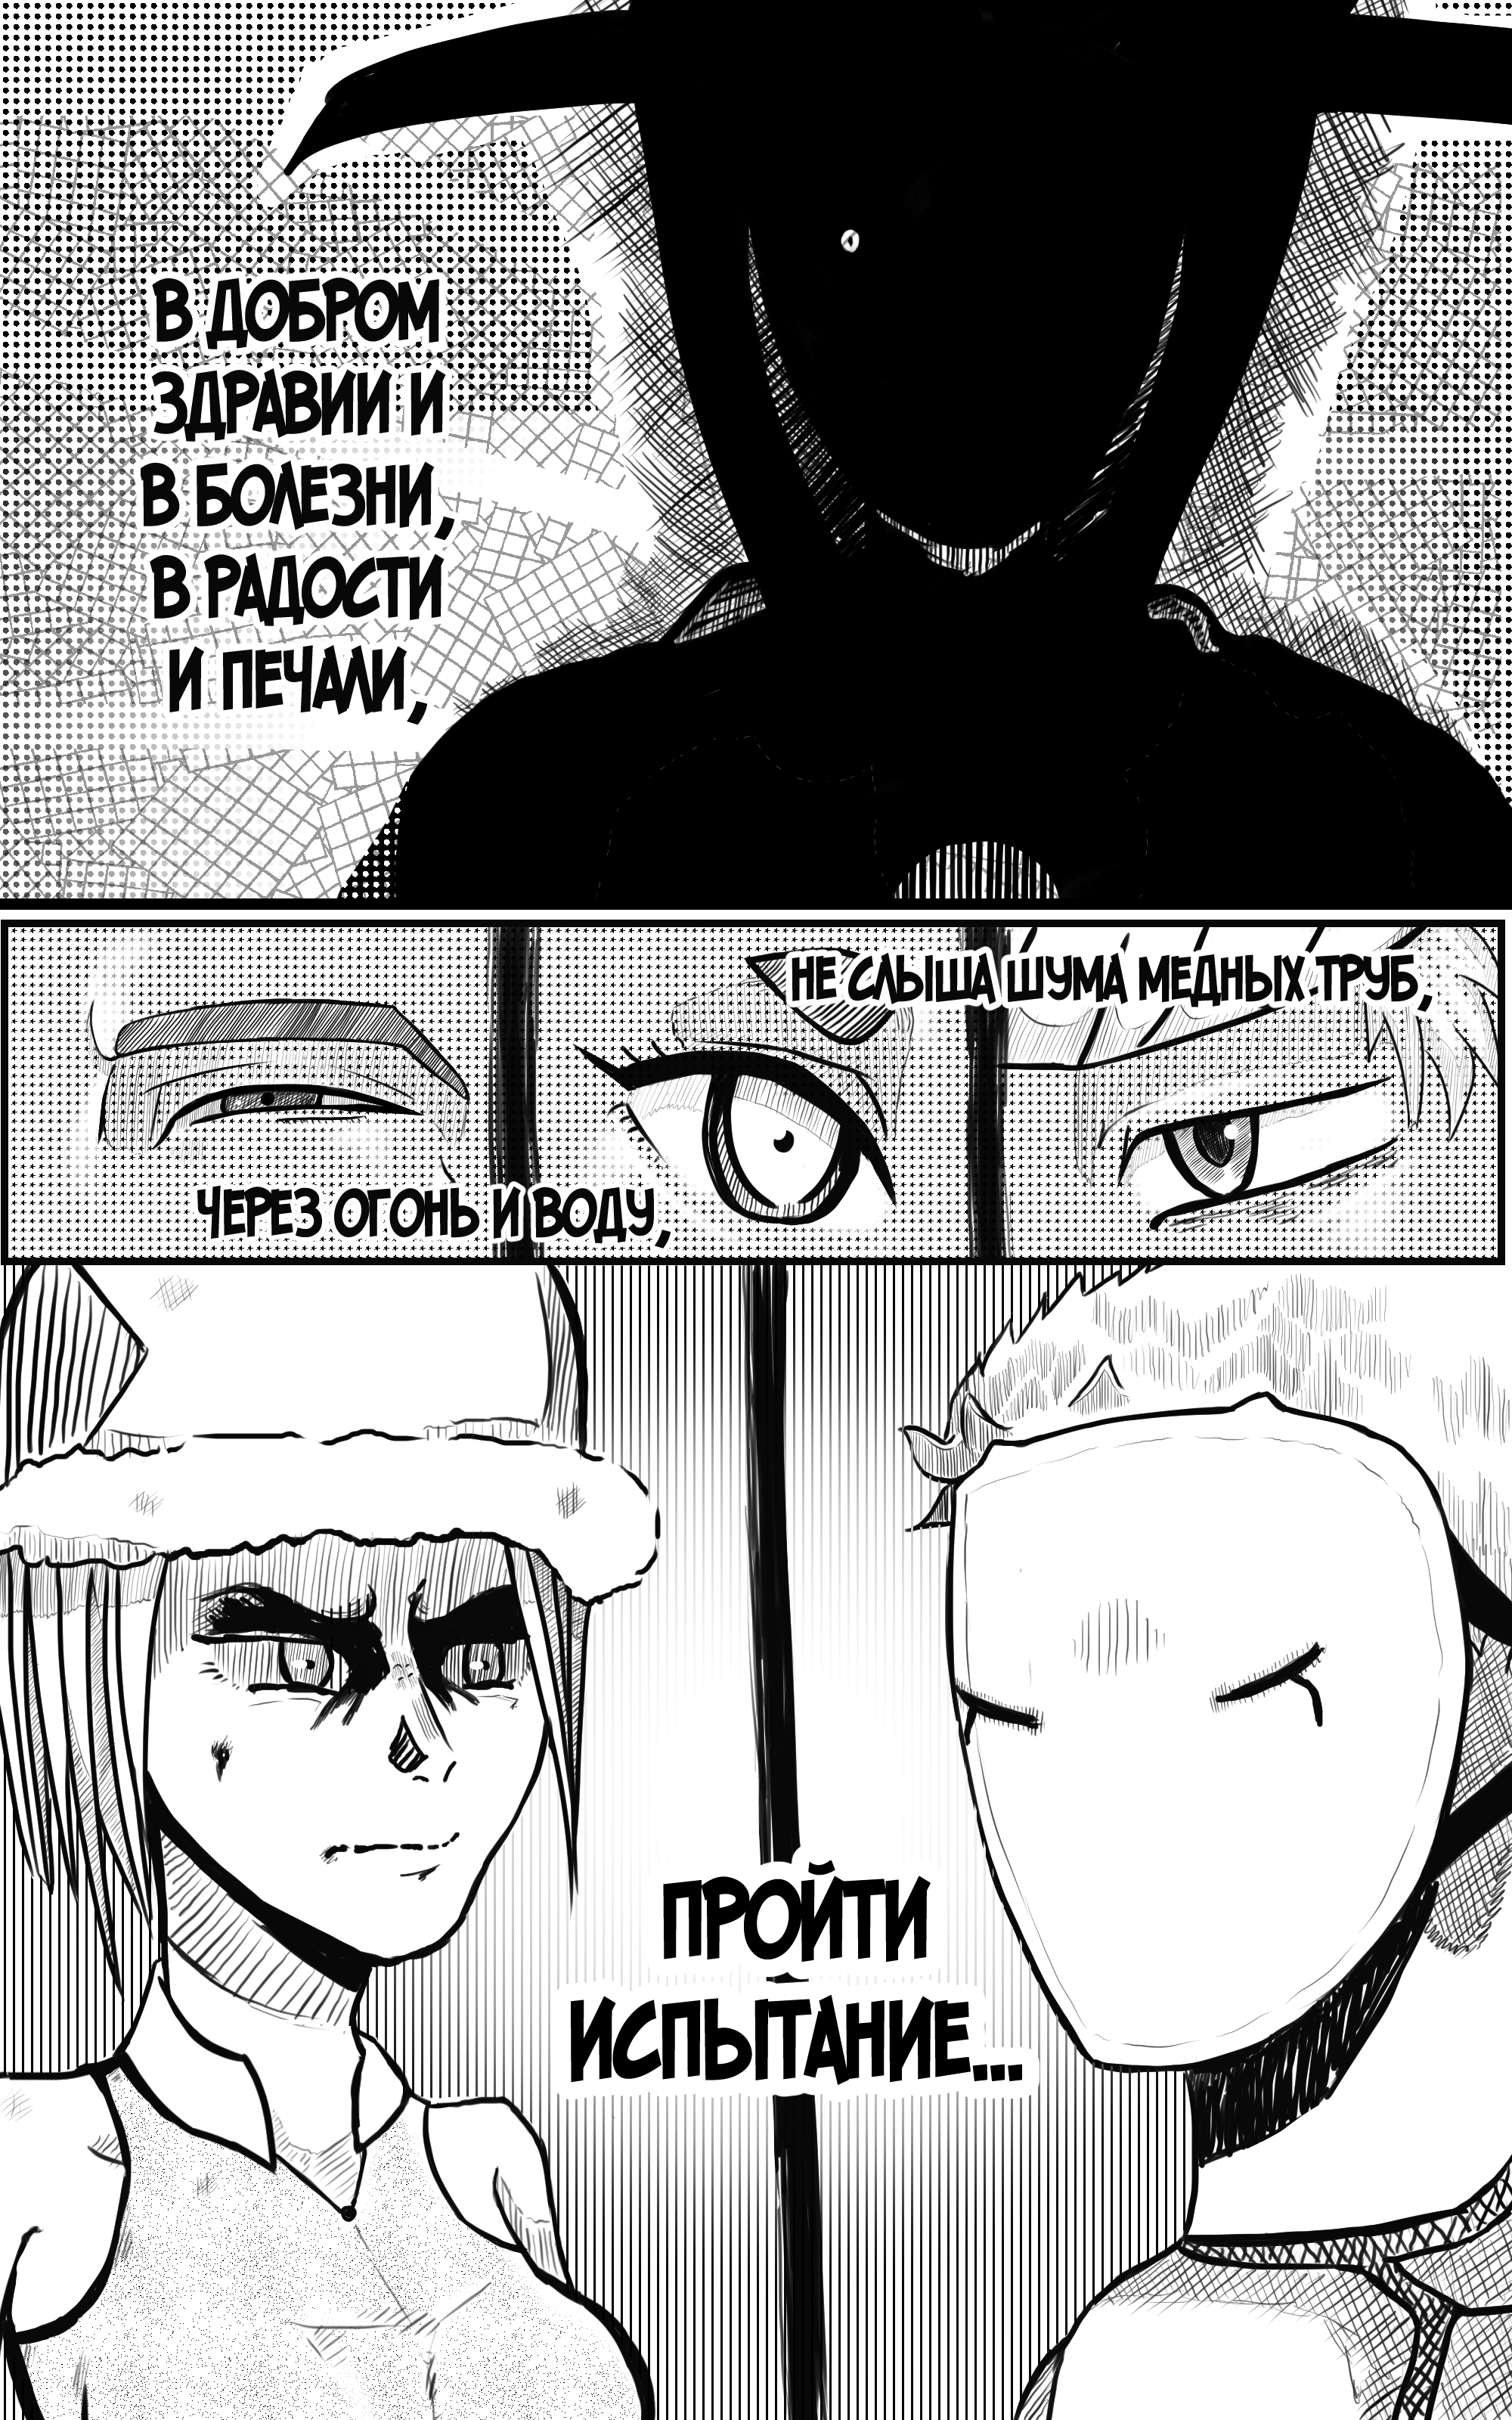 В ДОБРОМ
ЗДРАВИИ И
В БОЛЕЗНИ,
В РАДОСТИ
И ПЕЧАЛИ,
НЕ СЛЫША ШУМА МЕДНЫХ ТРУБ,
ЧЕРЕЗ ОГОНЬ И ВОДУ,
ПРОЙТИ
ИСПЫТАНИЕ...